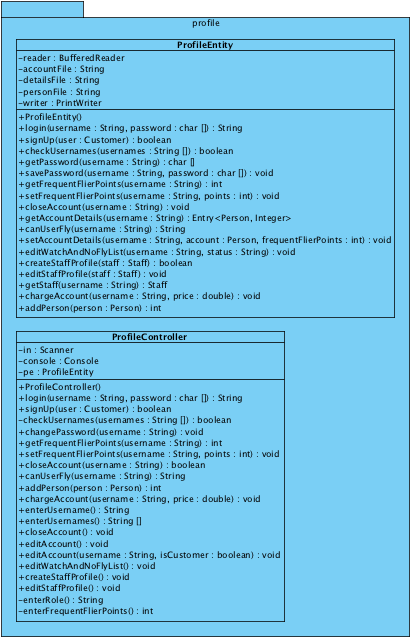 profile
ProfileEntity
-reader : BufferedReader
-accountFile : String
-detailsFile : String
-personFile : String
-writer : PrintWriter
+ProfileEntity()
+login(username : String, password : char []) : String
+signUp(user : Customer) : boolean
+checkUsernames(usernames : String []) : boolean
+getPassword(username : String) : char []
+savePassword(username : String, password : char []) : void
+getFrequentFlierPoints(username : String) : int
+setFrequentFlierPoints(username : String, points : int) : void
+closeAccount(username : String) : void
+getAccountDetails(username : String) : Entry<Person, Integer>
+canUserFly(username : String) : String
+setAccountDetails(username : String, account : Person, frequentFlierPoints : int) : void
+editWatchAndNoFlyList(username : String, status : String) : void
+createStaffProfile(staff : Staff) : boolean
+editStaffProfile(staff : Staff) : void
+getStaff(username : String) : Staff
+chargeAccount(username : String, price : double) : void
+addPerson(person : Person) : int
ProfileController
-in : Scanner
-console : Console
-pe : ProfileEntity
+ProfileController()
+login(username : String, password : char []) : String
+signUp(user : Customer) : boolean
-checkUsernames(usernames : String []) : boolean
+changePassword(username : String) : void
+getFrequentFlierPoints(username : String) : int
+setFrequentFlierPoints(username : String, points : int) : void
+closeAccount(username : String) : boolean
+canUserFly(username : String) : String
+addPerson(person : Person) : int
+chargeAccount(username : String, price : double) : void
+enterUsername() : String
+enterUsernames() : String []
+closeAccount() : void
+editAccount() : void
+editAccount(username : String, isCustomer : boolean) : void
+editWatchAndNoFlyList() : void
+createStaffProfile() : void
+editStaffProfile() : void
-enterRole() : String
-enterFrequentFlierPoints() : int